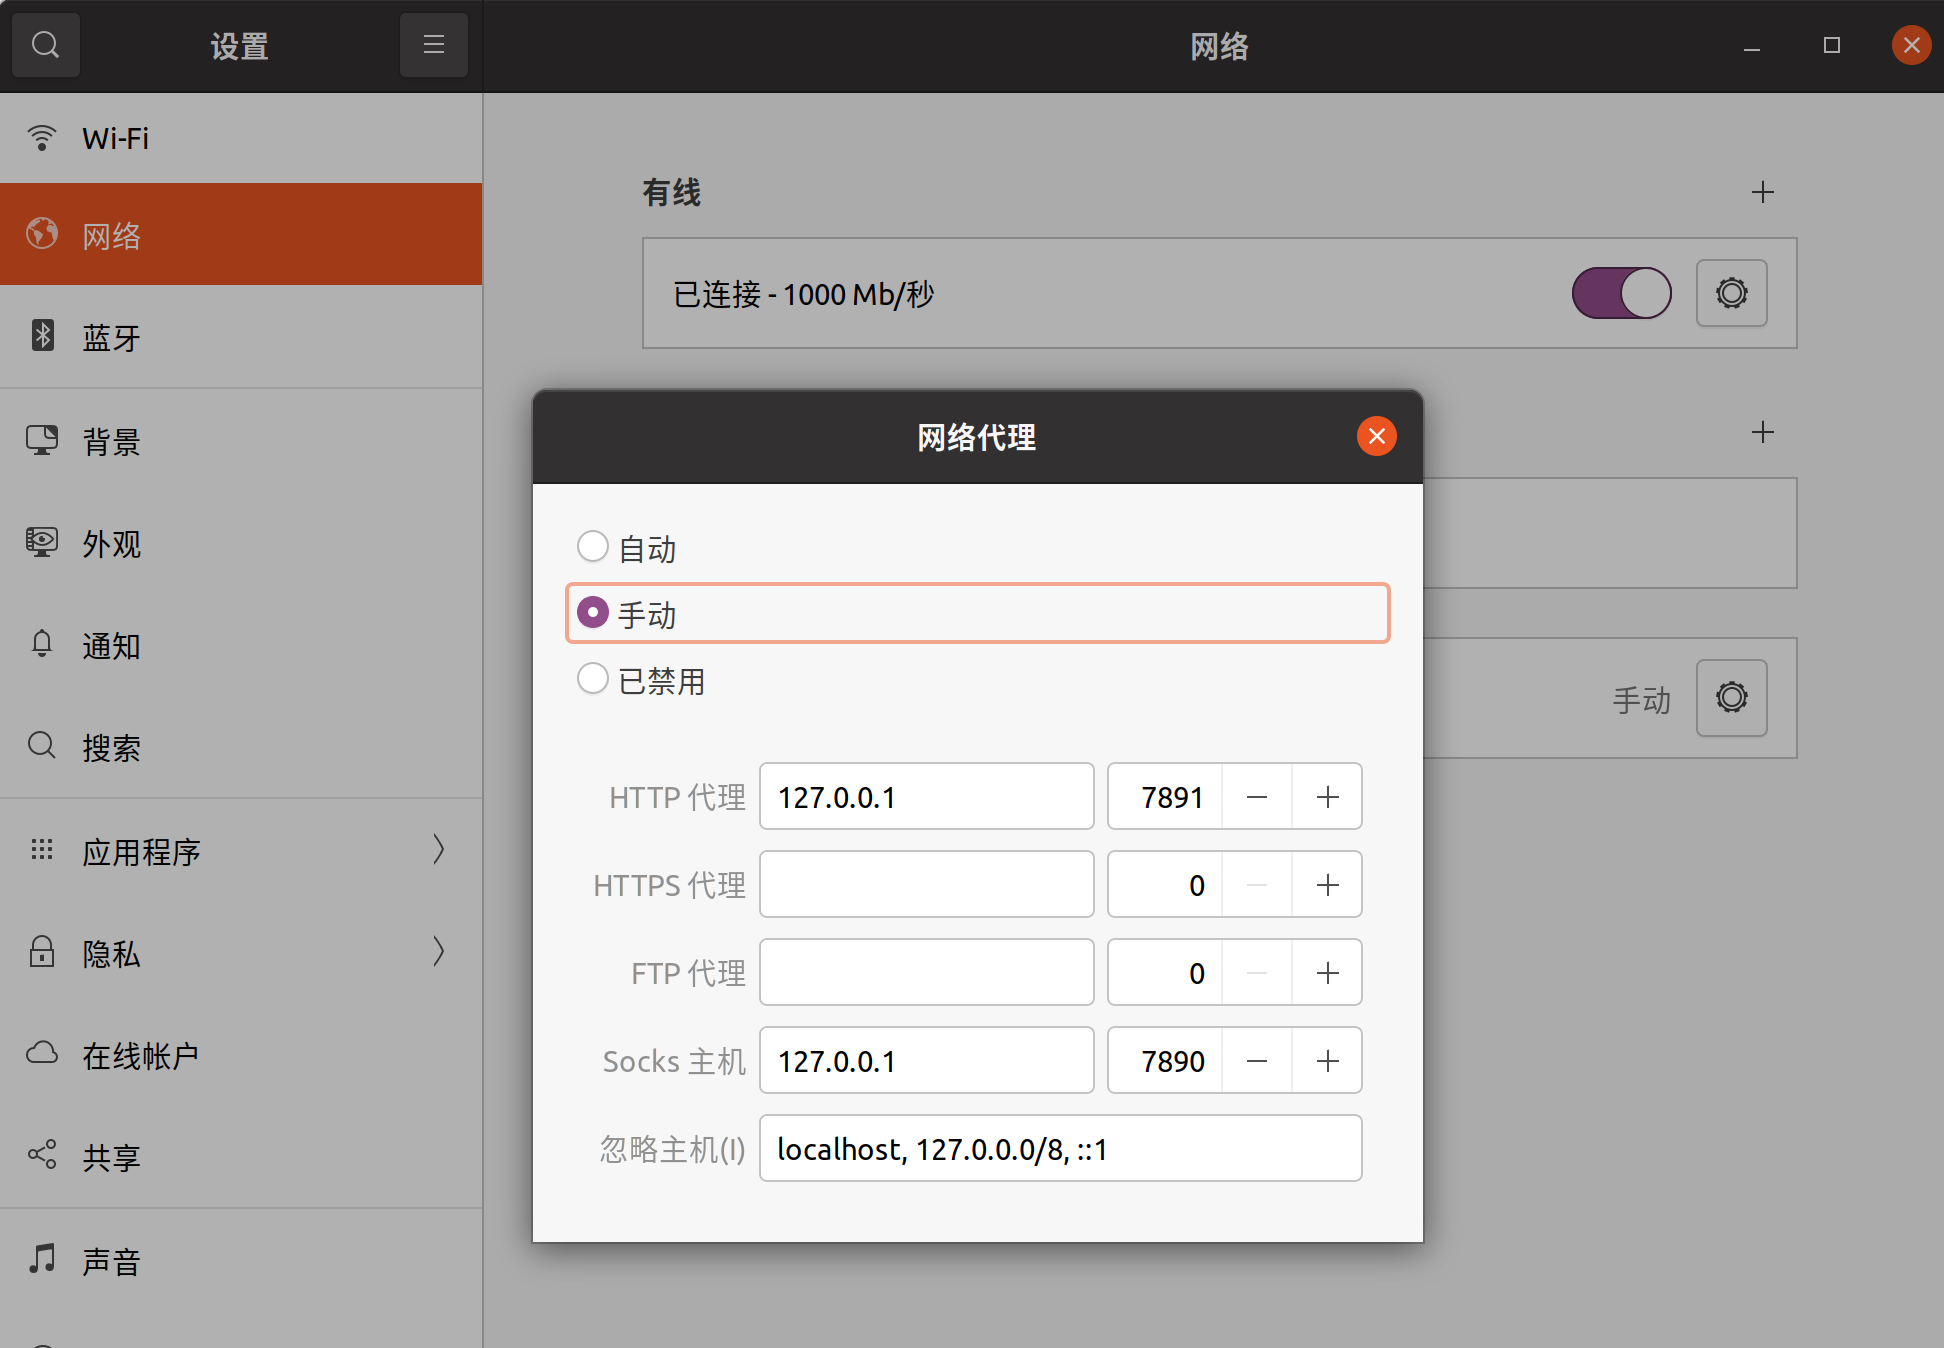 设置
网络
Wi-Fi
网络
蓝牙
背景
外观
通知
搜索
应用程序
隐私
在线帐户
共享
声音
有线
已连接 - 1000 Mb/秒
手动
网络代理
自动
手动
已禁用
HTTP 代理 127.0.0.1 7891
HTTPS 代理 0
FTP 代理 0
Socks 主机 127.0.0.1 7890
忽略主机(I) localhost, 127.0.0.0/8, ::1